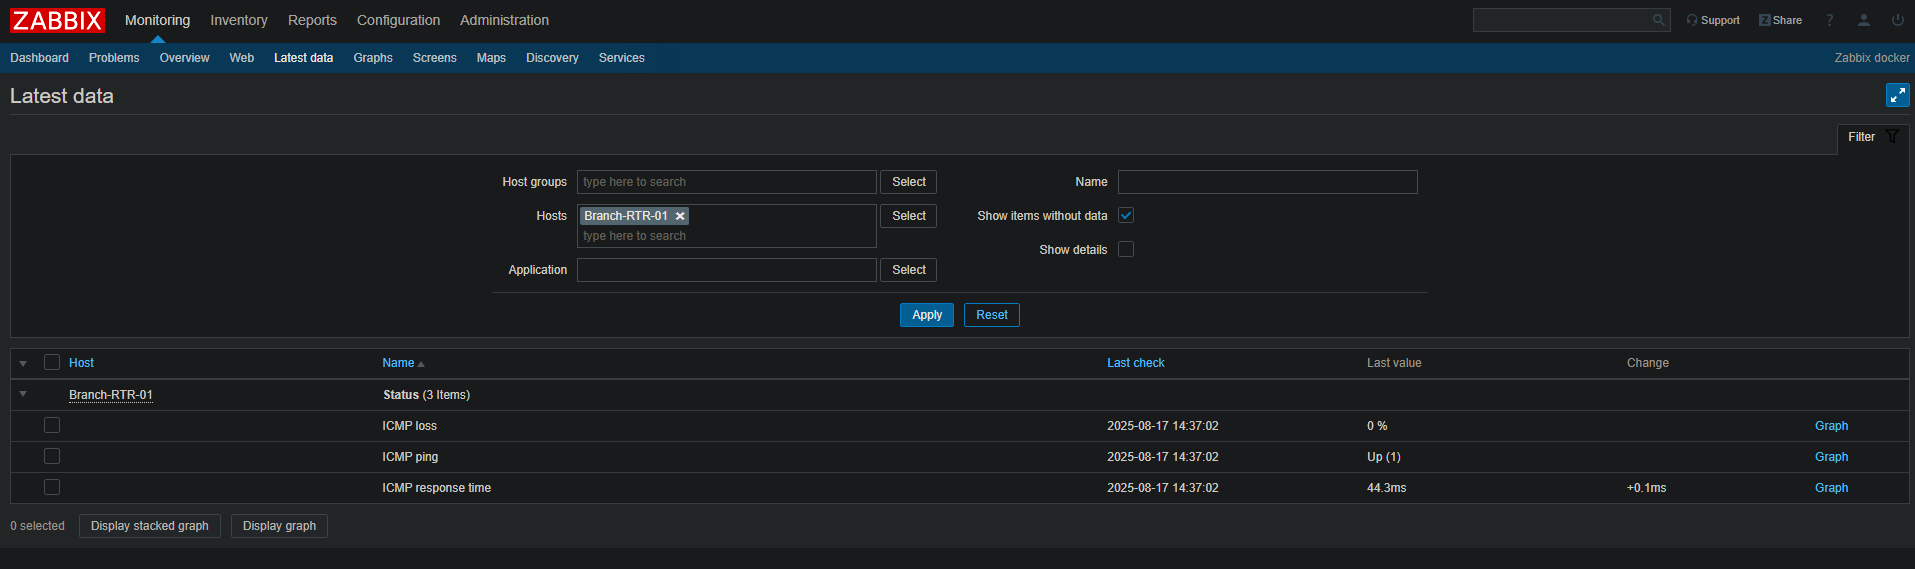 ZABBIX Monitoring Inventory Reports Configuration Administration Support Z Share ?
Dashboard Problems Overview Web Latest data Graphs Screens Maps Discovery Services Zabbix docker
Latest data
Filter
Host groups type here to search Select Name
Hosts Branch-RTR-01 Select Show items without data
type here to search
Show details
Application Select
Apply Reset
Host Name Last check Last value Change
Branch-RTR-01 Status (3 Items)
ICMP loss 2025-08-17 14:37:02 0 % Graph
ICMP ping 2025-08-17 14:37:02 Up (1) Graph
ICMP response time 2025-08-17 14:37:02 44.3ms +0.1ms Graph
0 selected Display stacked graph Display graph